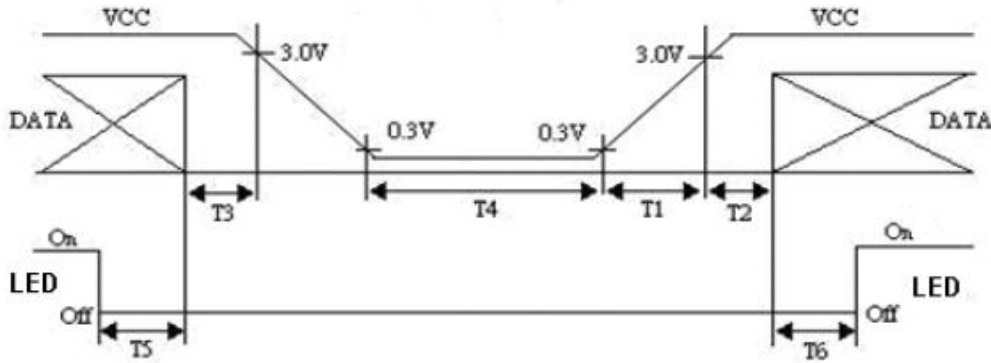 VCC VCC
3.0V 3.0V
DATA 0.3V 0.3V DATA
T3 T4 T1 T2
On On
LED LED
Off Off
T5 T6